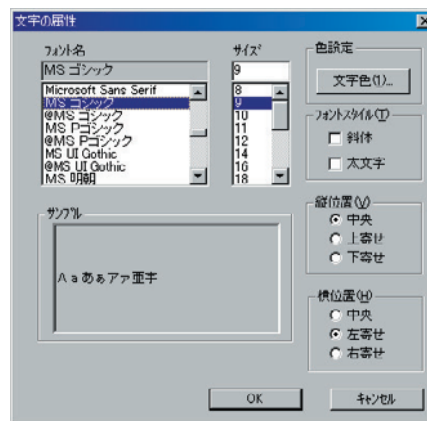 文字の属性
フォント名
サイズ
MS ゴシック
9
Microsoft Sans Serif
MS ゴシック
@MS ゴシック
MS Pゴシック
@MS Pゴシック
MS UI Gothic
@MS UI Gothic
MS 明朝
8
9
10
11
12
14
16
18
色設定
文字色(1)...
フォントスタイル(T)
斜体
太文字
縦位置(V)
中央
上寄せ
下寄せ
サンプル
Aaあぁアァ亜宇
横位置(H)
中央
左寄せ
右寄せ
OK
キャンセル